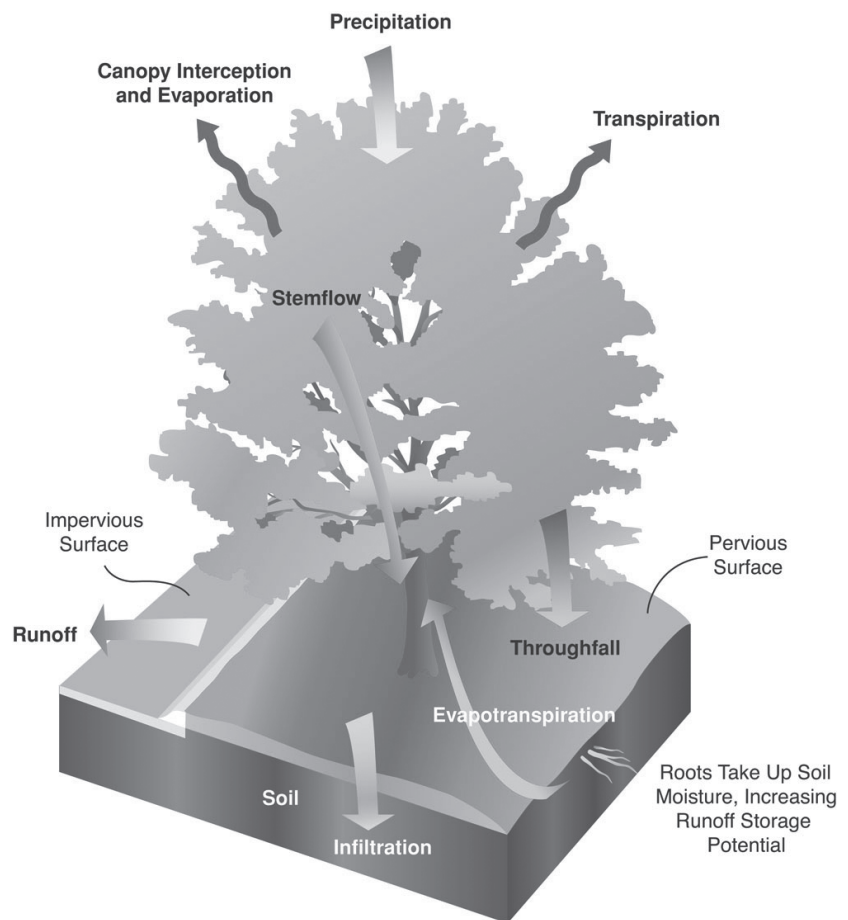 Precipitation
Canopy Interception
and Evaporation
Transpiration
Stemflow
Impervious
Surface
Pervious
Surface
Runoff
Throughfall
Evapotranspiration
Roots Take Up Soil
Moisture, Increasing
Runoff Storage
Potential
Soil
Infiltration